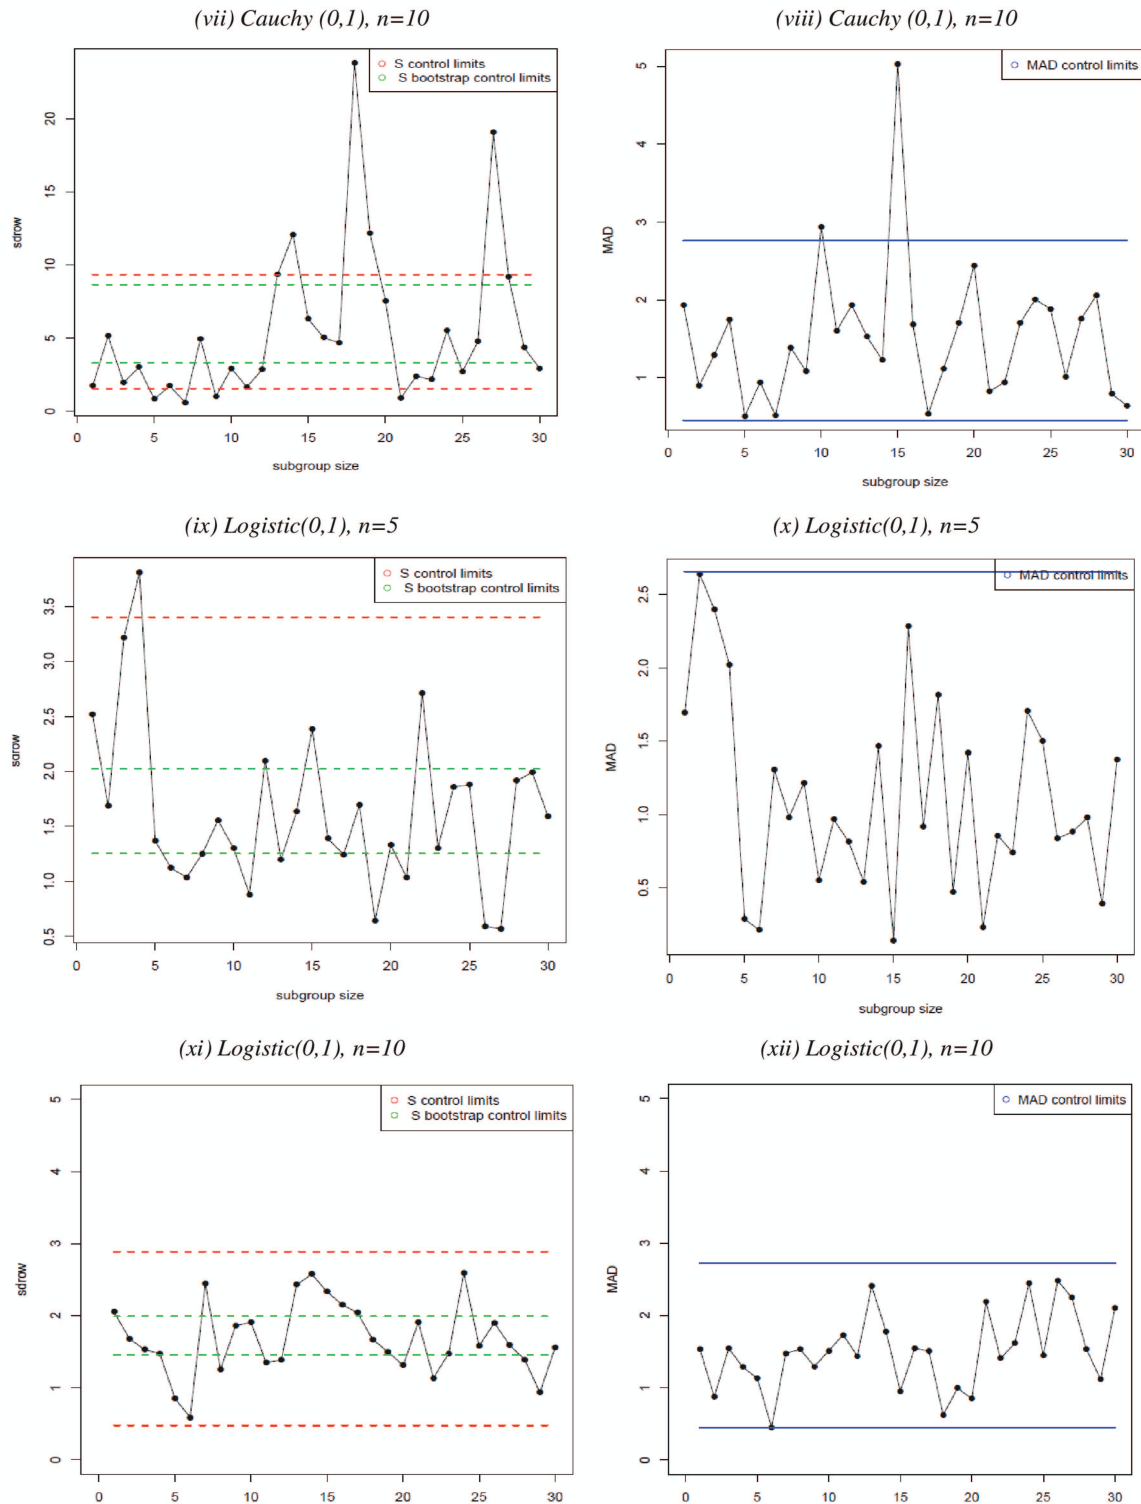 (vii) Cauchy (0,1), n=10
S control limits
S bootstrap control limits
sdrow
0
5
10
15
20
0 5 10 15 20 25 30
subgroup size
(viii) Cauchy (0,1), n=10
MAD control limits
MAD
1
2
3
4
5
0 5 10 15 20 25 30
subgroup size
(ix) Logistic(0,1), n=5
S control limits
S bootstrap control limits
sdrow
0.5
1.0
1.5
2.0
2.5
3.0
3.5
0 5 10 15 20 25 30
subgroup size
(x) Logistic(0,1), n=5
MAD control limits
MAD
0.5
1.0
1.5
2.0
2.5
0 5 10 15 20 25 30
subgroup size
(xi) Logistic(0,1), n=10
S control limits
S bootstrap control limits
sdrow
0
1
2
3
4
5
0 5 10 15 20 25 30
(xii) Logistic(0,1), n=10
MAD control limits
MAD
0
1
2
3
4
5
0 5 10 15 20 25 30